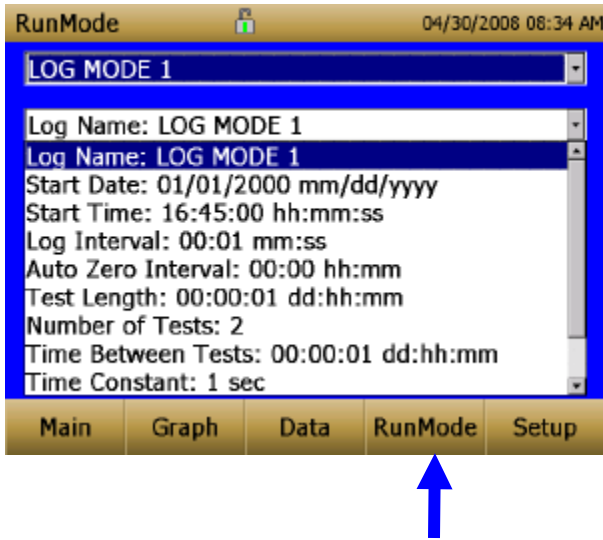 RunMode 04/30/2008 08:34 AM
LOG MODE 1
Log Name: LOG MODE 1
Log Name: LOG MODE 1
Start Date: 01/01/2000 mm/dd/yyyy
Start Time: 16:45:00 hh:mm:ss
Log Interval: 00:01 mm:ss
Auto Zero Interval: 00:00 hh:mm
Test Length: 00:00:01 dd:hh:mm
Number of Tests: 2
Time Between Tests: 00:00:01 dd:hh:mm
Time Constant: 1 sec
Main Graph Data RunMode Setup